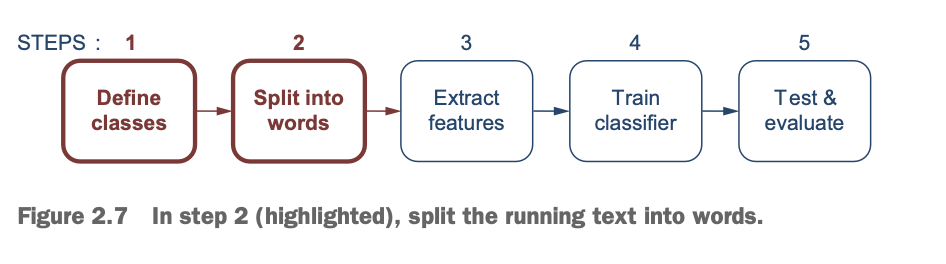 STEPS : 1 2 3 4 5
Define
classes
Split into
words
Extract
features
Train
classifier
Test &
evaluate
Figure 2.7 In step 2 (highlighted), split the running text into words.